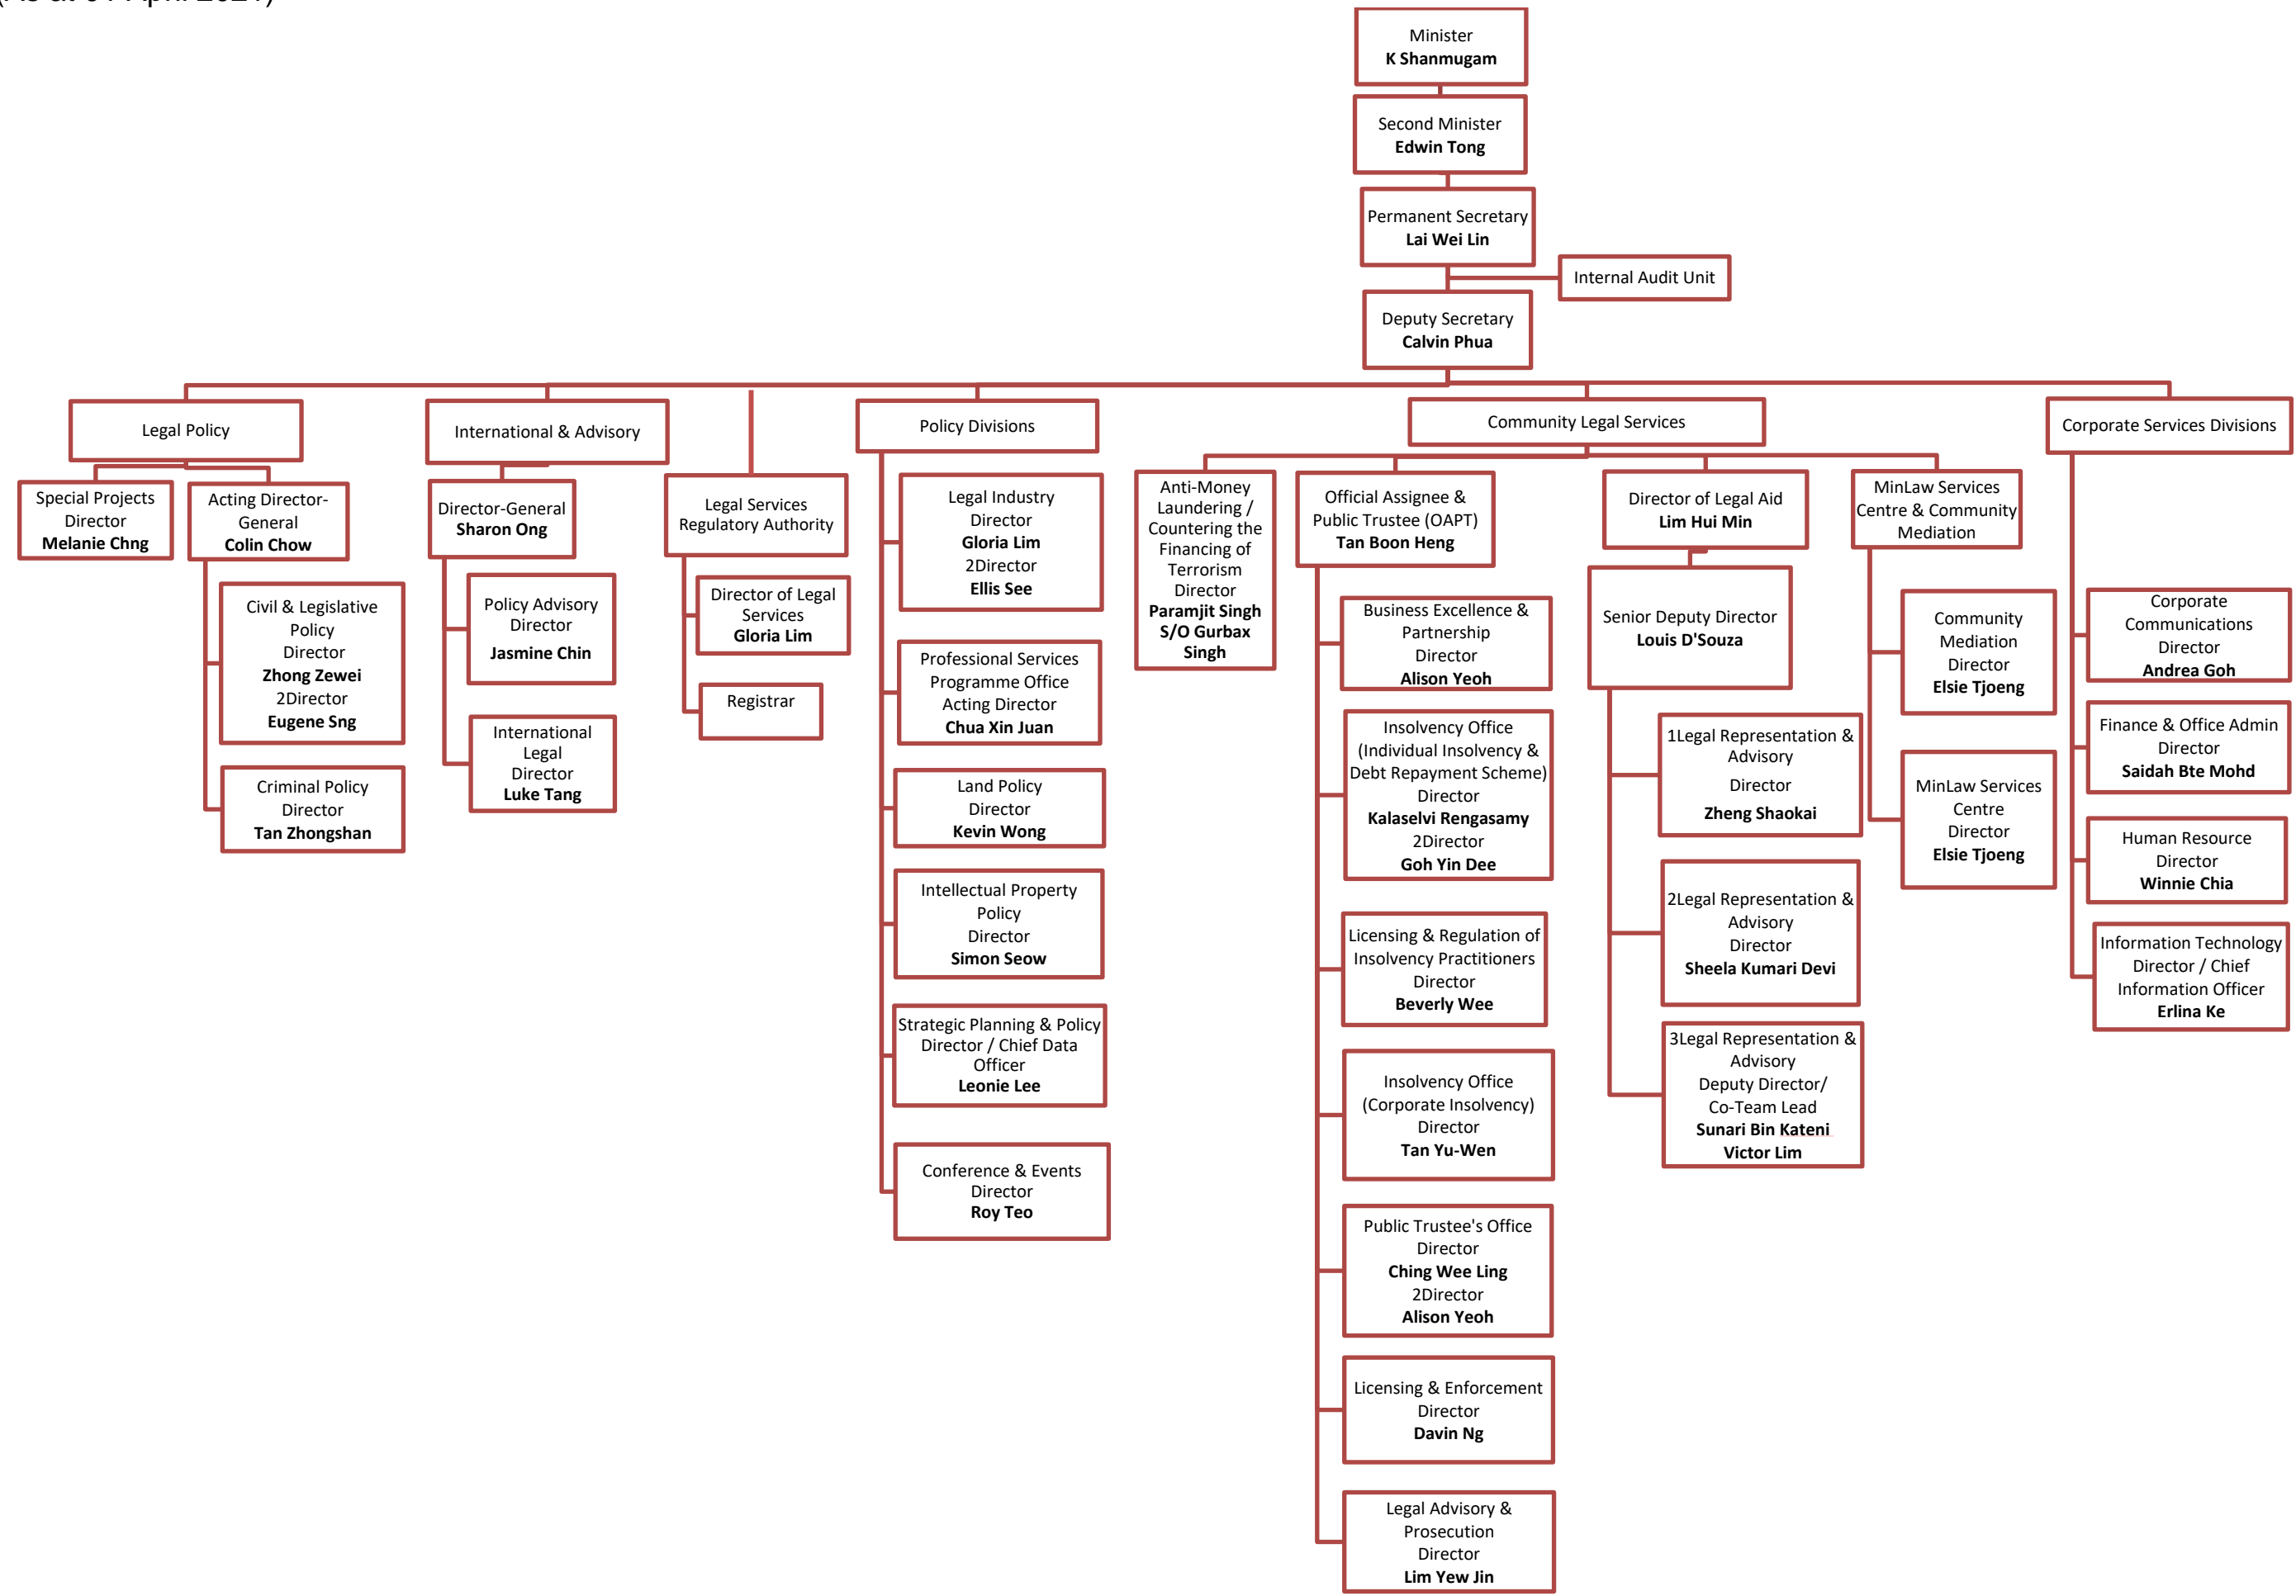 Minister
K Shanmugam
Second Minister
Edwin Tong
Permanent Secretary
Lai Wei Lin
Internal Audit Unit
Deputy Secretary
Calvin Phua
Legal Policy
Special Projects
Director
Melanie Chng
Acting Director-
General
Colin Chow
Civil & Legislative
Policy
Director
Zhong Zewei
2Director
Eugene Sng
Criminal Policy
Director
Tan Zhongshan
International & Advisory
Director-General
Sharon Ong
Policy Advisory
Director
Jasmine Chin
International
Legal
Director
Luke Tang
Legal Services
Regulatory Authority
Director of Legal
Services
Gloria Lim
Registrar
Policy Divisions
Legal Industry
Director
Gloria Lim
2Director
Ellis See
Professional Services
Programme Office
Acting Director
Chua Xin Juan
Land Policy
Director
Kevin Wong
Intellectual Property
Policy
Director
Simon Seow
Strategic Planning & Policy
Director / Chief Data
Officer
Leonie Lee
Conference & Events
Director
Roy Teo
Community Legal Services
Anti-Money
Laundering /
Countering the
Financing of
Terrorism
Director
Paramjit Singh
S/O Gurbax
Singh
Official Assignee &
Public Trustee (OAPT)
Tan Boon Heng
Business Excellence &
Partnership
Director
Alison Yeoh
Insolvency Office
(Individual Insolvency &
Debt Repayment Scheme)
Director
Kalaselvi Rengasamy
2Director
Goh Yin Dee
Licensing & Regulation of
Insolvency Practitioners
Director
Beverly Wee
Insolvency Office
(Corporate Insolvency)
Director
Tan Yu-Wen
Public Trustee's Office
Director
Ching Wee Ling
2Director
Alison Yeoh
Licensing & Enforcement
Director
Davin Ng
Legal Advisory &
Prosecution
Director
Lim Yew Jin
Director of Legal Aid
Lim Hui Min
Senior Deputy Director
Louis D'Souza
1Legal Representation &
Advisory
Director
Zheng Shaokai
2Legal Representation &
Advisory
Director
Sheela Kumari Devi
3Legal Representation &
Advisory
Deputy Director/
Co-Team Lead
Sunari Bin Kateni
Victor Lim
MinLaw Services
Centre & Community
Mediation
Community
Mediation
Director
Elsie Tjoeng
MinLaw Services
Centre
Director
Elsie Tjoeng
Corporate Services Divisions
Corporate
Communications
Director
Andrea Goh
Finance & Office Admin
Director
Saidah Bte Mohd
Human Resource
Director
Winnie Chia
Information Technology
Director / Chief
Information Officer
Erlina Ke